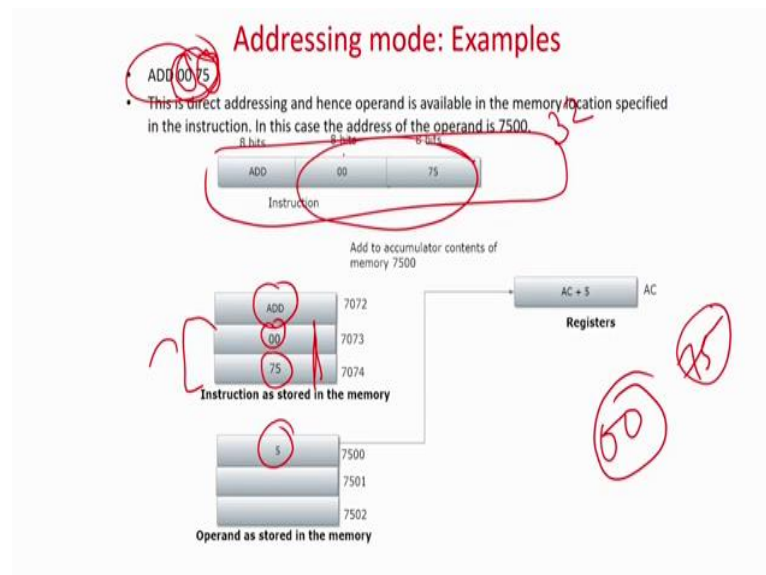 Addressing mode: Examples
• ADD 00 75
• This is direct addressing and hence operand is available in the memory location specified
in the instruction. In this case the address of the operand is 7500.
32
8 bits 8 bits 8 bits
ADD 00 75
Instruction
Add to accumulator contents of
memory 7500
AC + 5 AC
Registers
ADD 7072
00 7073
75 7074
Instruction as stored in the memory
75
00
5 7500
7501
7502
Operand as stored in the memory